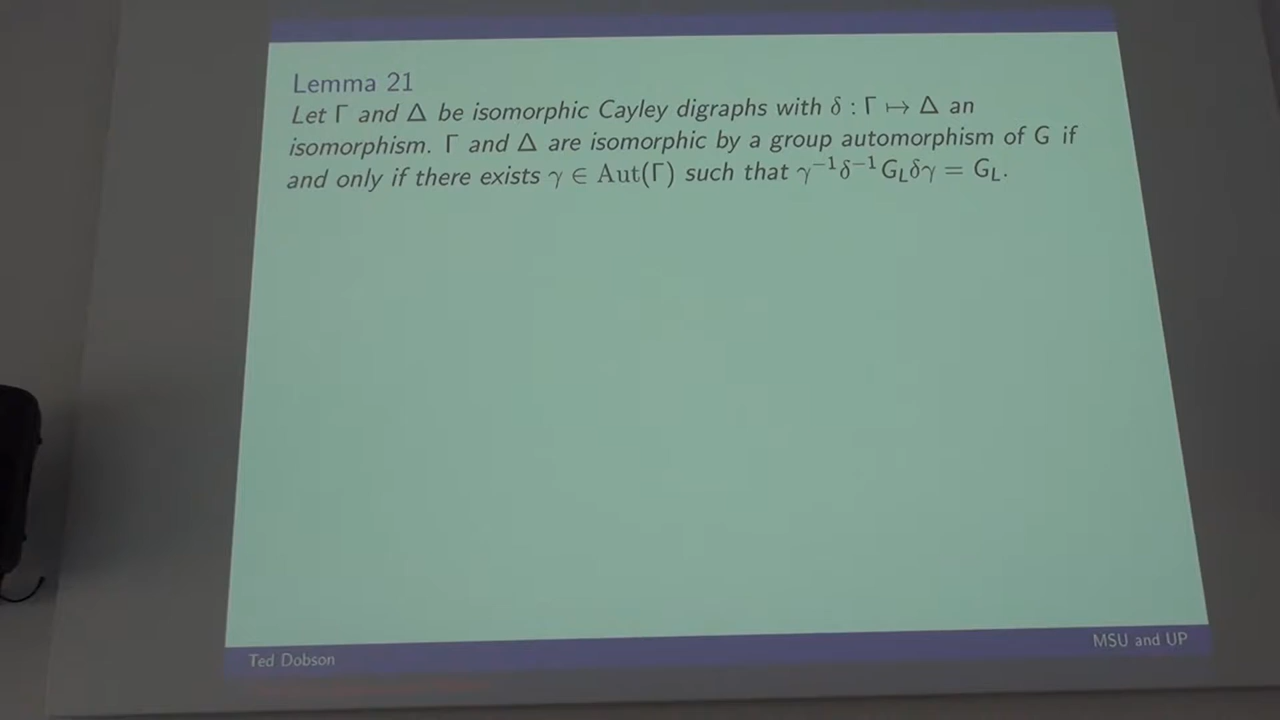 Lemma 21
Let Γ and Δ be isomorphic Cayley digraphs with δ : Γ ↦ Δ an
isomorphism. Γ and Δ are isomorphic by a group automorphism of G if
and only if there exists γ ∈ Aut(Γ) such that γ⁻¹δ⁻¹G_Lδγ = G_L.
Ted Dobson
MSU and UP